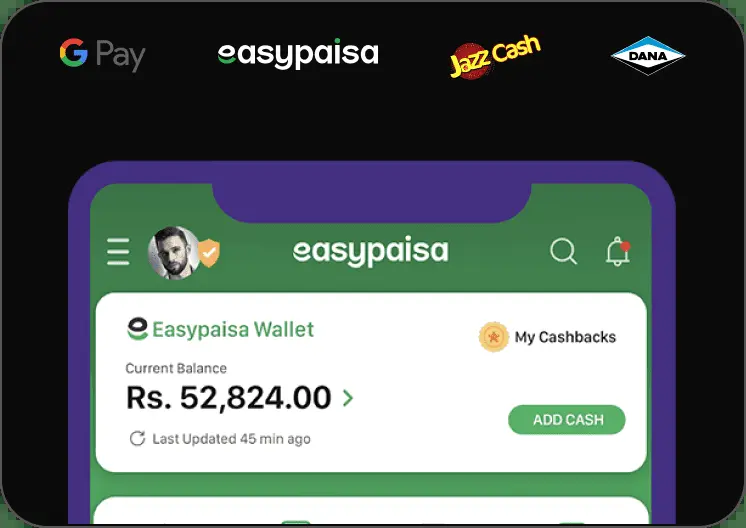 G Pay
easypaisa
Jazz Cash
DANA
easypaisa
Easypaisa Wallet
My Cashbacks
Current Balance
Rs. 52,824.00
ADD CASH
Last Updated 45 min ago